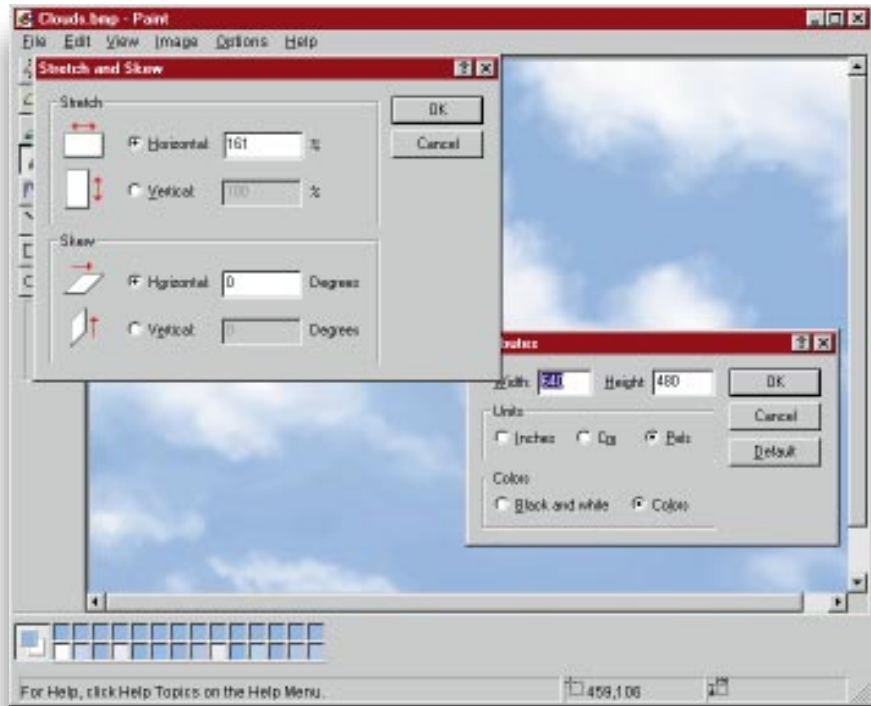 Clouds.bmp - Paint
File Edit View Image Options Help
Stretch and Skew
Stretch
Horizontal: 161 %
Vertical: 100 %
OK
Cancel
Skew
Horizontal: 0 Degrees
Vertical: 0 Degrees
Width: 640 Height: 480
OK
Cancel
Default
Units
Inches Cm Pels
Colors
Black and white Colors
For Help, click Help Topics on the Help Menu.
459,106